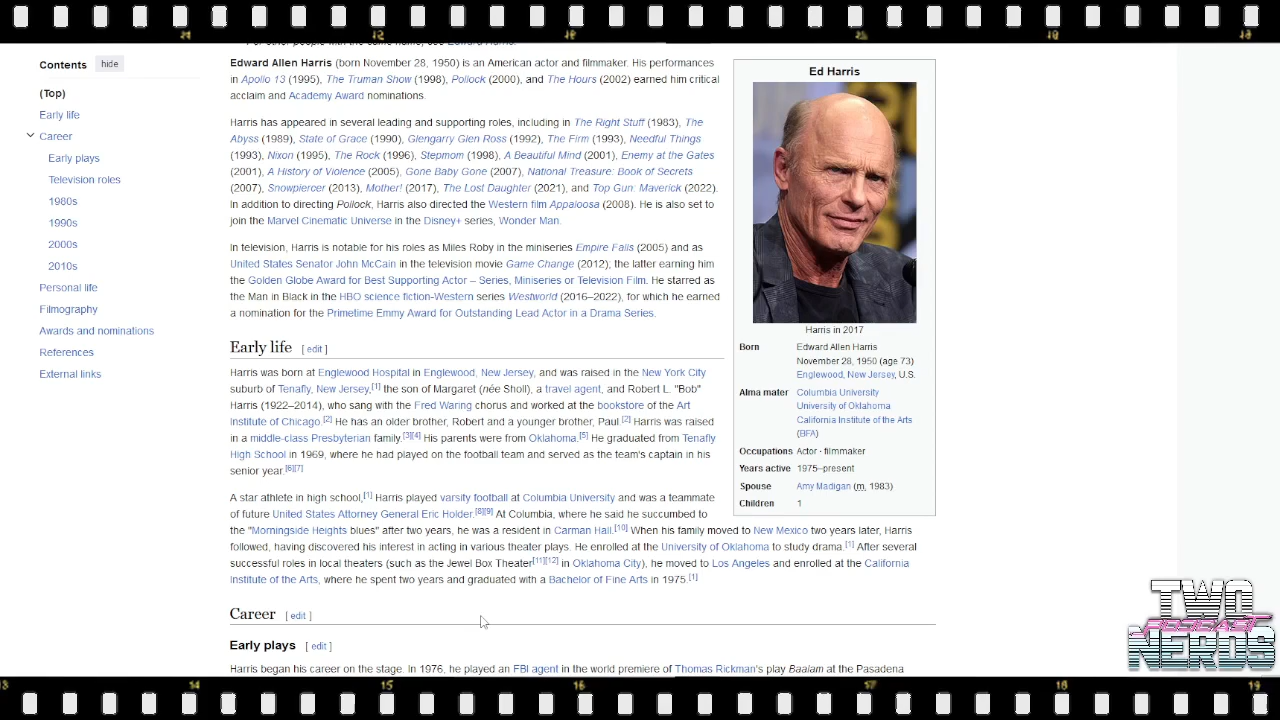 For other people with the same name, see Edward Harris.
Contents hide
(Top)
Early life
Career
Early plays
Television roles
1980s
1990s
2000s
2010s
Personal life
Filmography
Awards and nominations
References
External links
Edward Allen Harris (born November 28, 1950) is an American actor and filmmaker. His performances
in Apollo 13 (1995), The Truman Show (1998), Pollock (2000), and The Hours (2002) earned him critical
acclaim and Academy Award nominations.
Harris has appeared in several leading and supporting roles, including in The Right Stuff (1983), The
Abyss (1989), State of Grace (1990), Glengarry Glen Ross (1992), The Firm (1993), Needful Things
(1993), Nixon (1995), The Rock (1996), Stepmom (1998), A Beautiful Mind (2001), Enemy at the Gates
(2001), A History of Violence (2005), Gone Baby Gone (2007), National Treasure: Book of Secrets
(2007), Snowpiercer (2013), Mother! (2017), The Lost Daughter (2021), and Top Gun: Maverick (2022).
In addition to directing Pollock, Harris also directed the Western film Appaloosa (2008). He is also set to
join the Marvel Cinematic Universe in the Disney+ series, Wonder Man.
In television, Harris is notable for his roles as Miles Roby in the miniseries Empire Falls (2005) and as
United States Senator John McCain in the television movie Game Change (2012); the latter earning him
the Golden Globe Award for Best Supporting Actor – Series, Miniseries or Television Film. He starred as
the Man in Black in the HBO science fiction-Western series Westworld (2016–2022), for which he earned
a nomination for the Primetime Emmy Award for Outstanding Lead Actor in a Drama Series.
Early life [ edit ]
Harris was born at Englewood Hospital in Englewood, New Jersey, and was raised in the New York City
suburb of Tenafly, New Jersey,[1] the son of Margaret (née Sholl), a travel agent, and Robert L. "Bob"
Harris (1922–2014), who sang with the Fred Waring chorus and worked at the bookstore of the Art
Institute of Chicago.[2] He has an older brother, Robert and a younger brother, Paul.[2] Harris was raised
in a middle-class Presbyterian family.[3][4] His parents were from Oklahoma.[5] He graduated from Tenafly
High School in 1969, where he had played on the football team and served as the team's captain in his
senior year.[6][7]
A star athlete in high school,[1] Harris played varsity football at Columbia University and was a teammate
of future United States Attorney General Eric Holder.[8][9] At Columbia, where he said he succumbed to
the "Morningside Heights blues" after two years, he was a resident in Carman Hall.[10] When his family moved to New Mexico two years later, Harris
followed, having discovered his interest in acting in various theater plays. He enrolled at the University of Oklahoma to study drama.[1] After several
successful roles in local theaters (such as the Jewel Box Theater[11][12] in Oklahoma City), he moved to Los Angeles and enrolled at the California
Institute of the Arts, where he spent two years and graduated with a Bachelor of Fine Arts in 1975.[1]
Career [ edit ]
Early plays [ edit ]
Harris began his career on the stage. In 1976, he played an FBI agent in the world premiere of Thomas Rickman's play Baalam at the Pasadena
Ed Harris
Harris in 2017
Born Edward Allen Harris
November 28, 1950 (age 73)
Englewood, New Jersey, U.S.
Alma mater Columbia University
University of Oklahoma
California Institute of the Arts
(BFA)
Occupations Actor · filmmaker
Years active 1975–present
Spouse Amy Madigan (m. 1983)
Children 1
TWO
NERDS
13 14 15 16 17 18 19